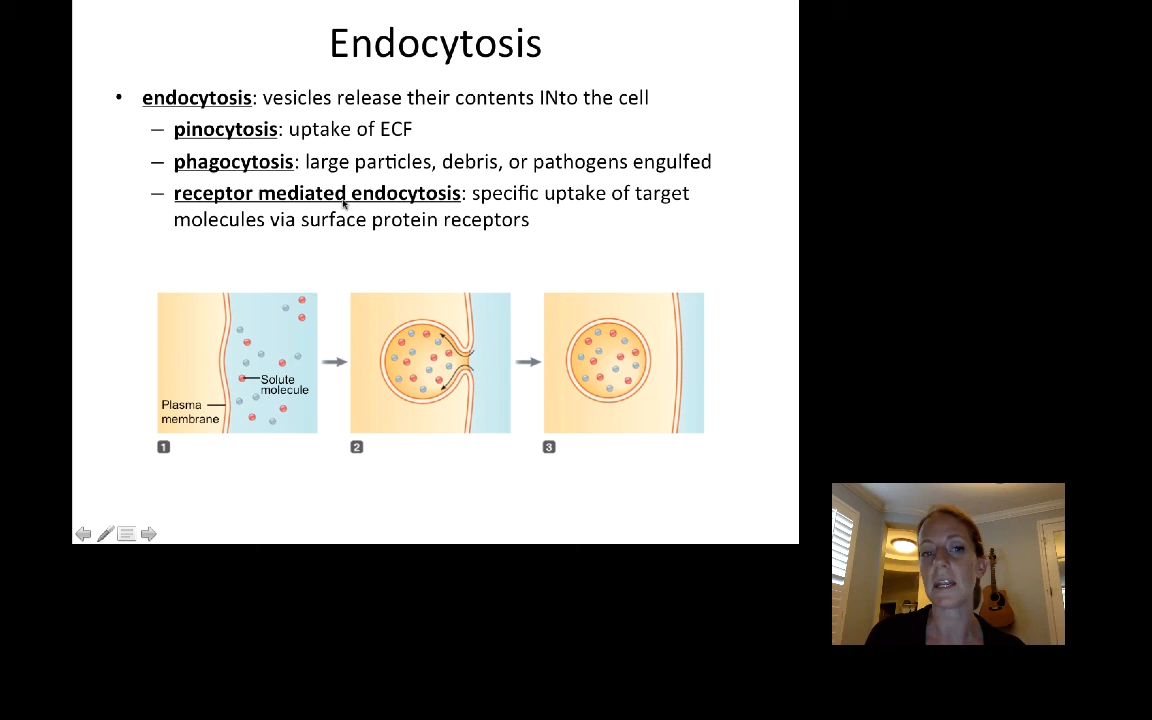 Endocytosis
• endocytosis: vesicles release their contents INto the cell
– pinocytosis: uptake of ECF
– phagocytosis: large particles, debris, or pathogens engulfed
– receptor mediated endocytosis: specific uptake of target
molecules via surface protein receptors
Solute
molecule
Plasma
membrane
1
2
3